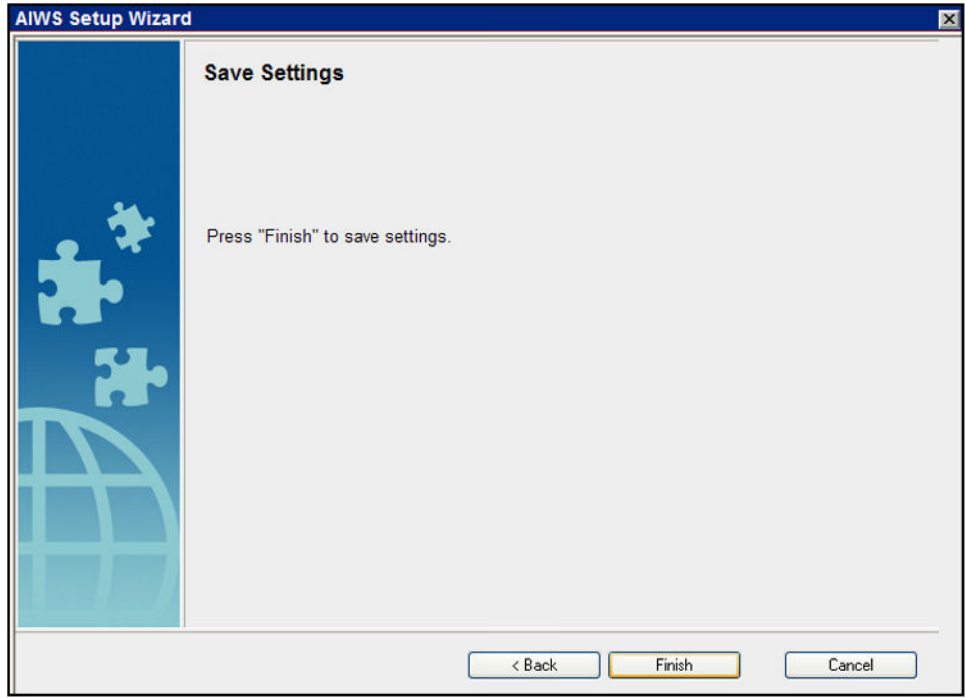 AIWS Setup Wizard
Save Settings
Press "Finish" to save settings.
< Back
Finish
Cancel